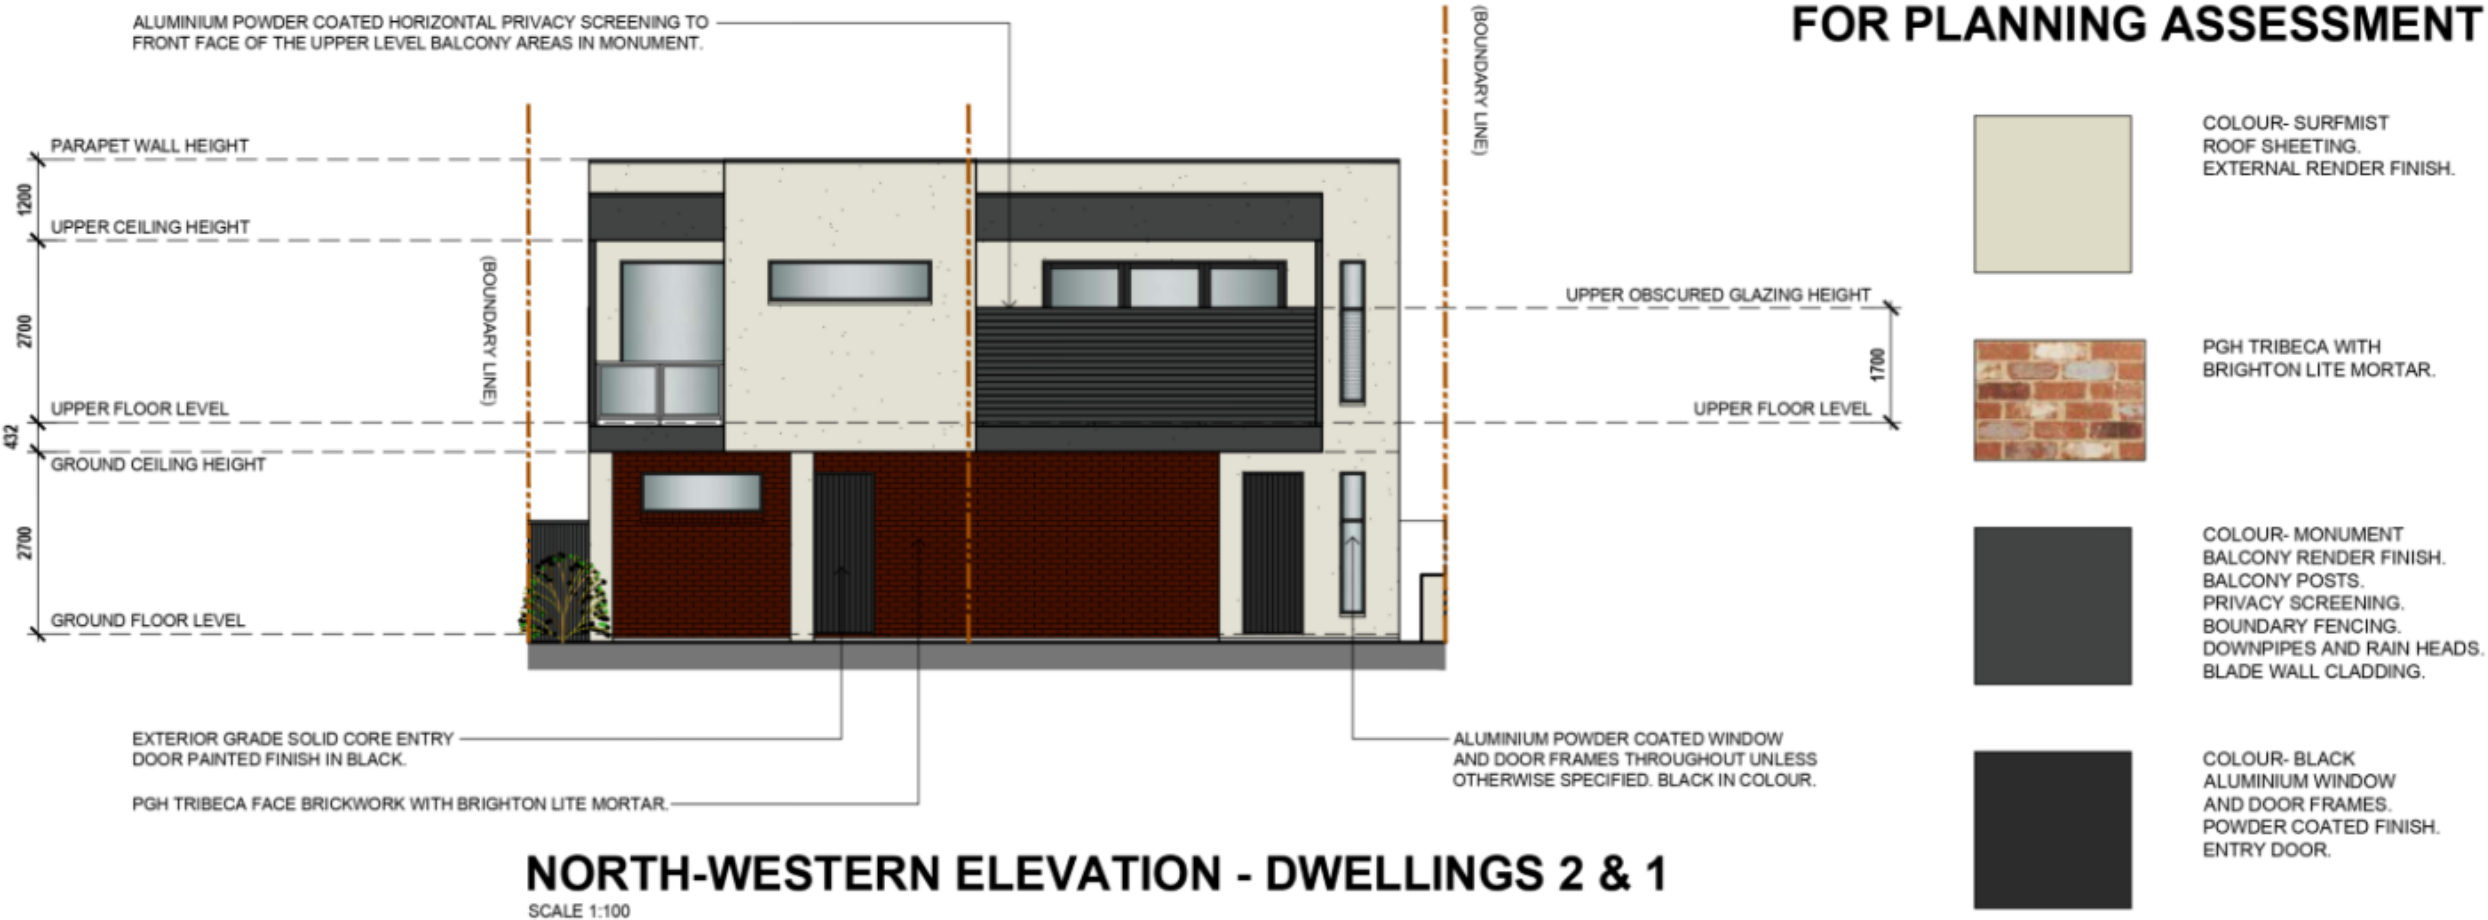 ALUMINIUM POWDER COATED HORIZONTAL PRIVACY SCREENING TO
FRONT FACE OF THE UPPER LEVEL BALCONY AREAS IN MONUMENT.
(BOUNDARY LINE)
FOR PLANNING ASSESSMENT
PARAPET WALL HEIGHT
1200
UPPER CEILING HEIGHT
2700
(BOUNDARY LINE)
UPPER FLOOR LEVEL
432
GROUND CEILING HEIGHT
2700
GROUND FLOOR LEVEL
UPPER OBSCURED GLAZING HEIGHT
1700
UPPER FLOOR LEVEL
EXTERIOR GRADE SOLID CORE ENTRY
DOOR PAINTED FINISH IN BLACK.
PGH TRIBECA FACE BRICKWORK WITH BRIGHTON LITE MORTAR.
ALUMINIUM POWDER COATED WINDOW
AND DOOR FRAMES THROUGHOUT UNLESS
OTHERWISE SPECIFIED. BLACK IN COLOUR.
COLOUR- SURFMIST
ROOF SHEETING.
EXTERNAL RENDER FINISH.
PGH TRIBECA WITH
BRIGHTON LITE MORTAR.
COLOUR- MONUMENT
BALCONY RENDER FINISH.
BALCONY POSTS.
PRIVACY SCREENING.
BOUNDARY FENCING.
DOWNPIPES AND RAIN HEADS.
BLADE WALL CLADDING.
COLOUR- BLACK
ALUMINIUM WINDOW
AND DOOR FRAMES.
POWDER COATED FINISH.
ENTRY DOOR.
NORTH-WESTERN ELEVATION - DWELLINGS 2 & 1
SCALE 1:100